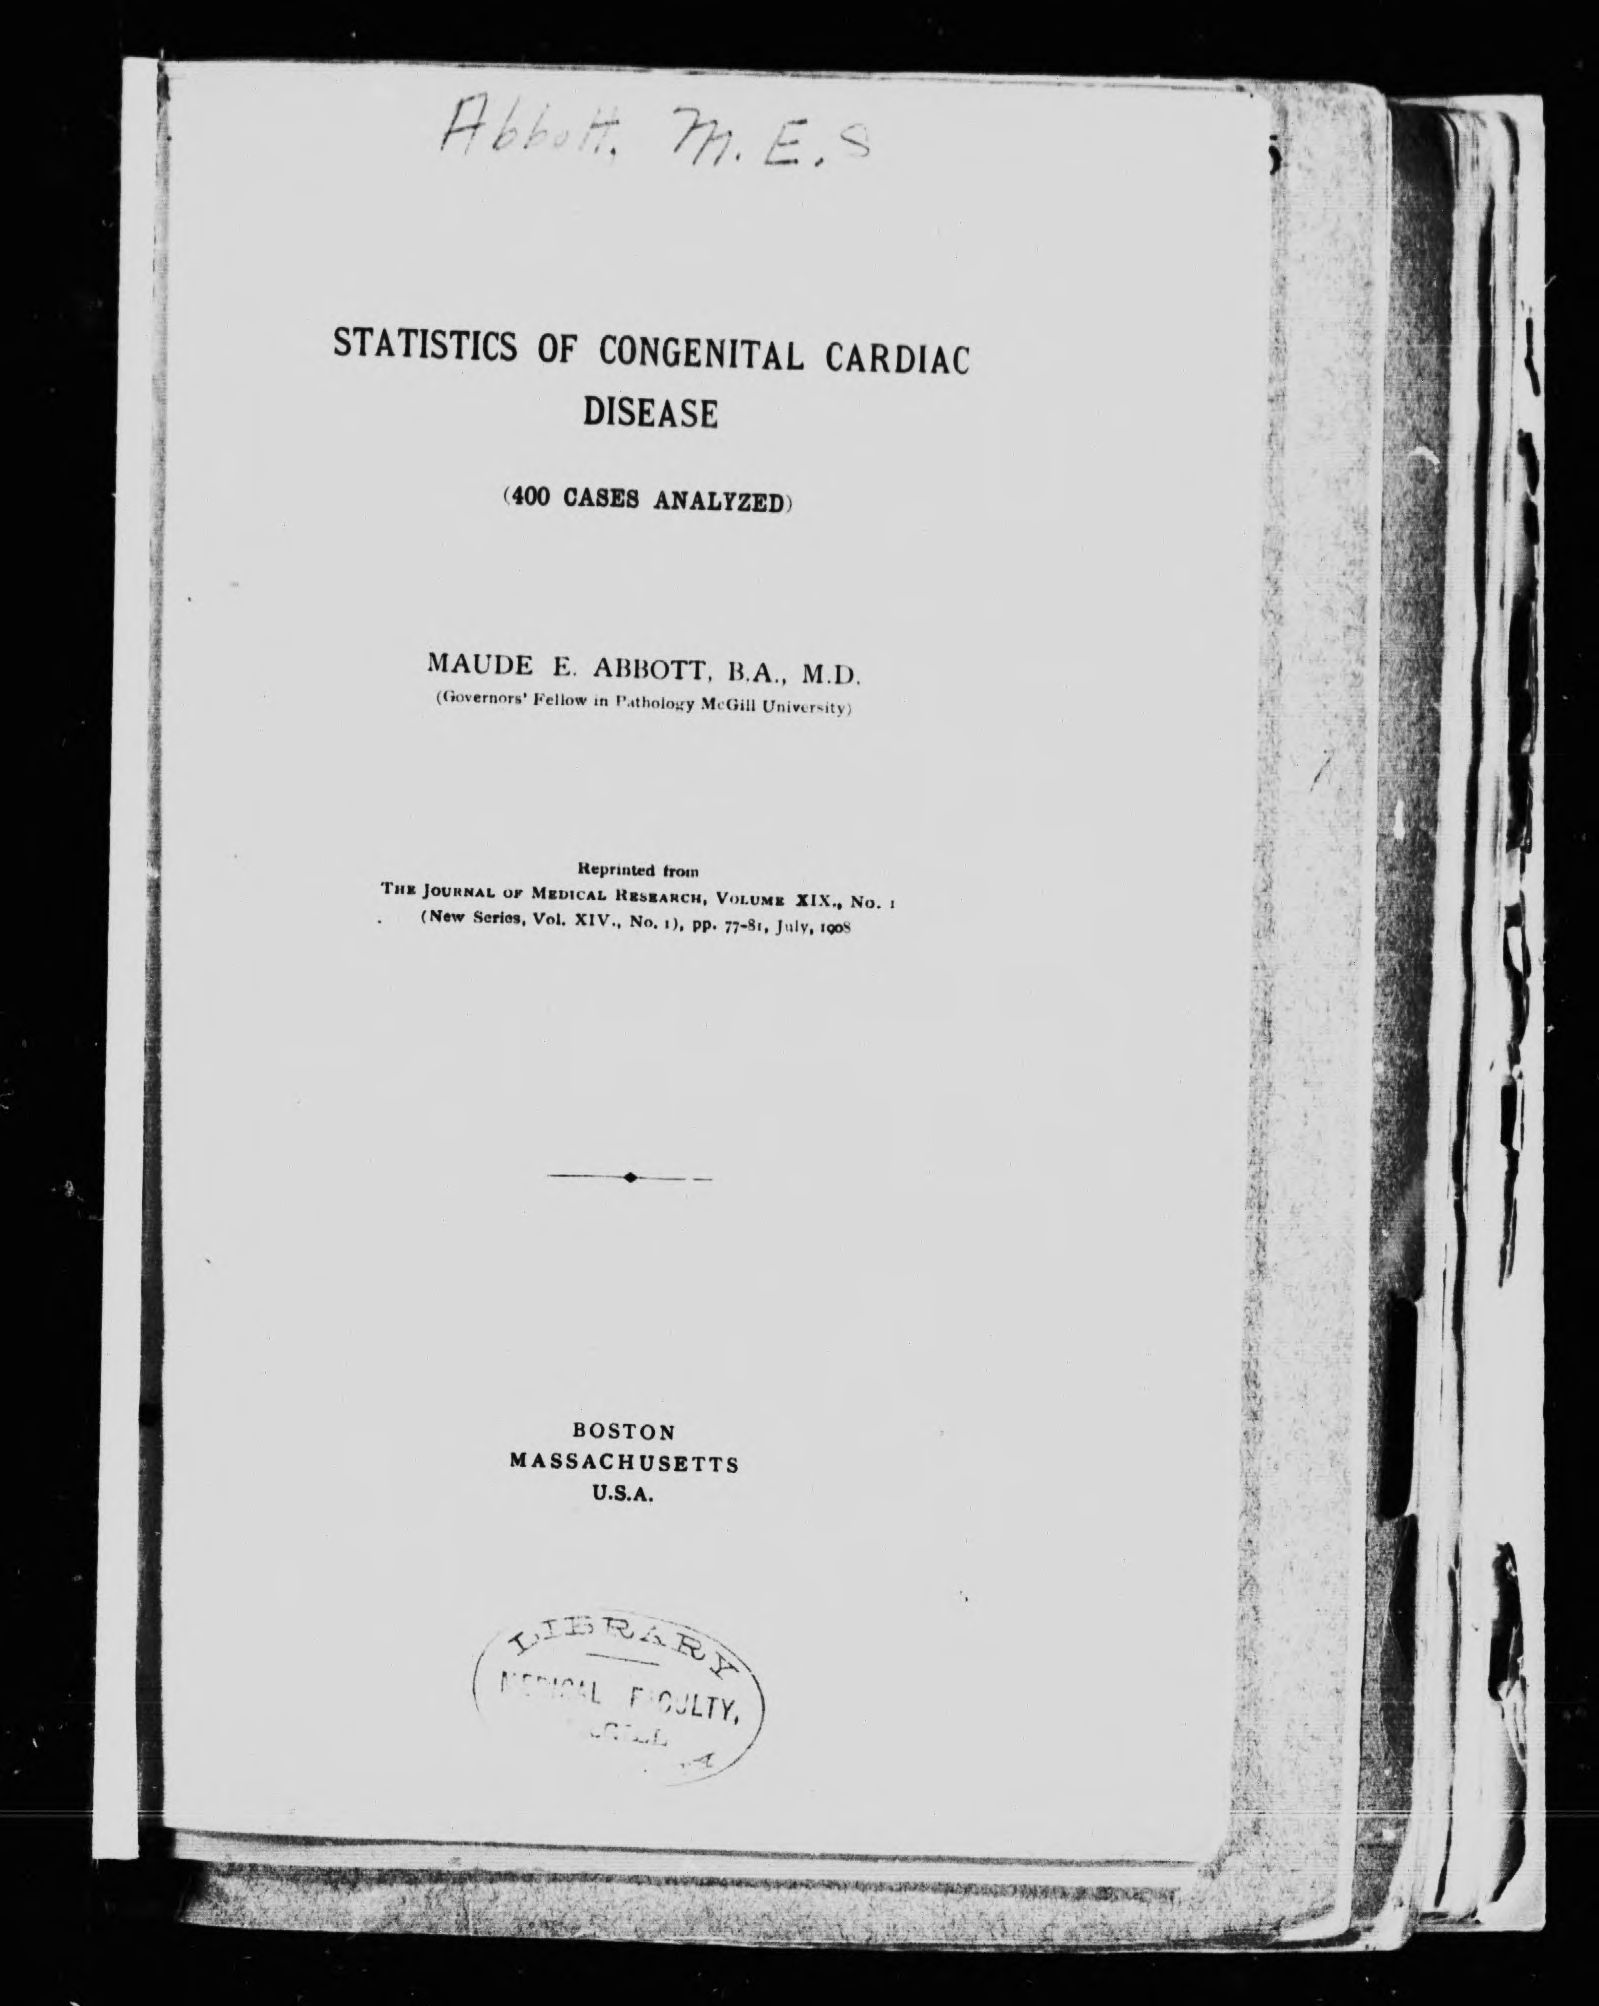 Abbott, M. E. S
STATISTICS OF CONGENITAL CARDIAC
DISEASE
(400 CASES ANALYZED)
MAUDE E. ABBOTT, B.A., M.D.
(Governors' Fellow in Pathology McGill University)
Reprinted from
THE JOURNAL OF MEDICAL RESEARCH, VOLUME XIX., No. 1
(New Series, Vol. XIV., No. 1), pp. 77-81, July, 1908
BOSTON
MASSACHUSETTS
U.S.A.
LIBRARY
MEDICAL FACULTY,